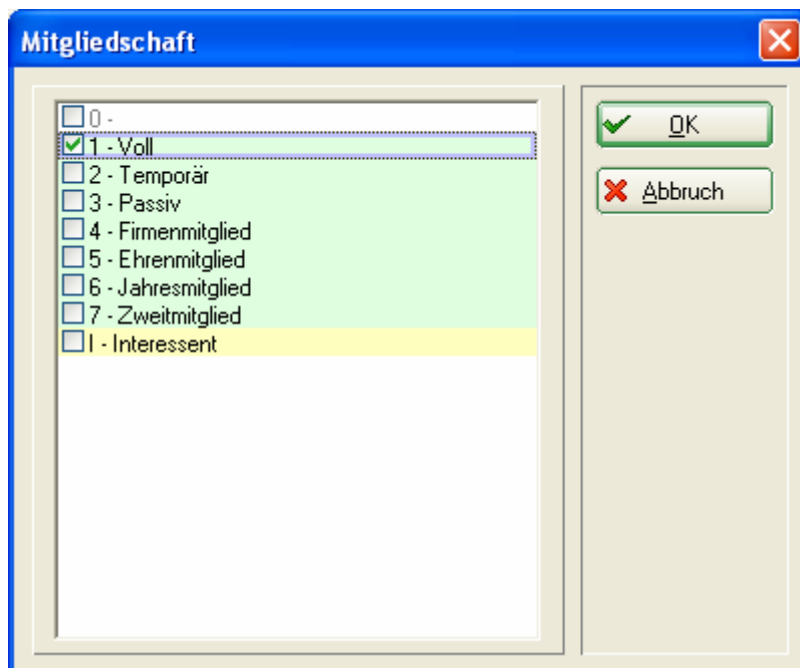 Mitgliedschaft
0 -
1 - Voll
2 - Temporär
3 - Passiv
4 - Firmenmitglied
5 - Ehrenmitglied
6 - Jahresmitglied
7 - Zweitmitglied
I - Interessent
OK
Abbruch